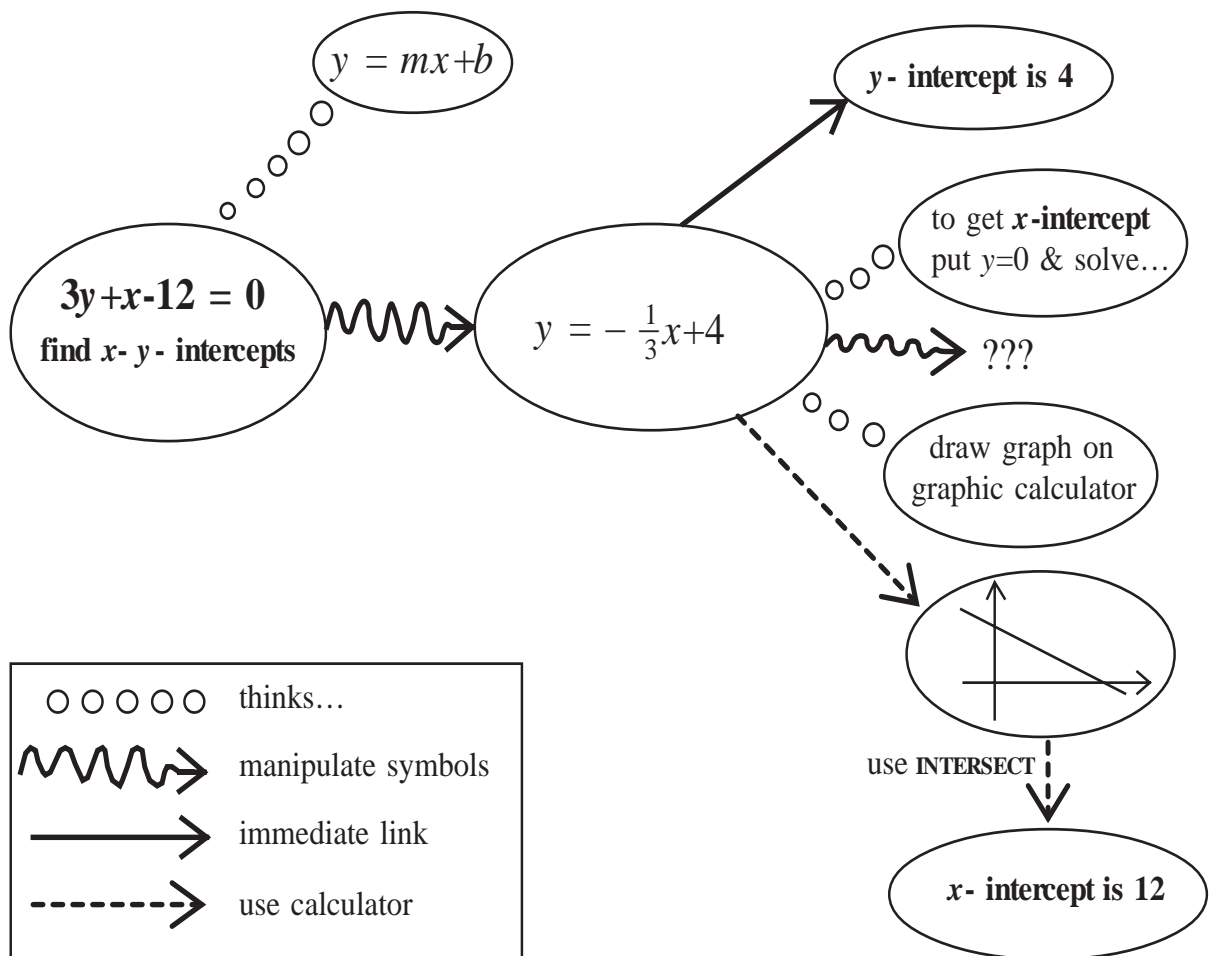 y = mx+b
y- intercept is 4
3y+x-12 = 0
find x- y- intercepts
y = - 1/3 x+4
to get x-intercept
put y=0 & solve…
???
draw graph on
graphic calculator
use INTERSECT
x- intercept is 12
thinks…
manipulate symbols
immediate link
use calculator